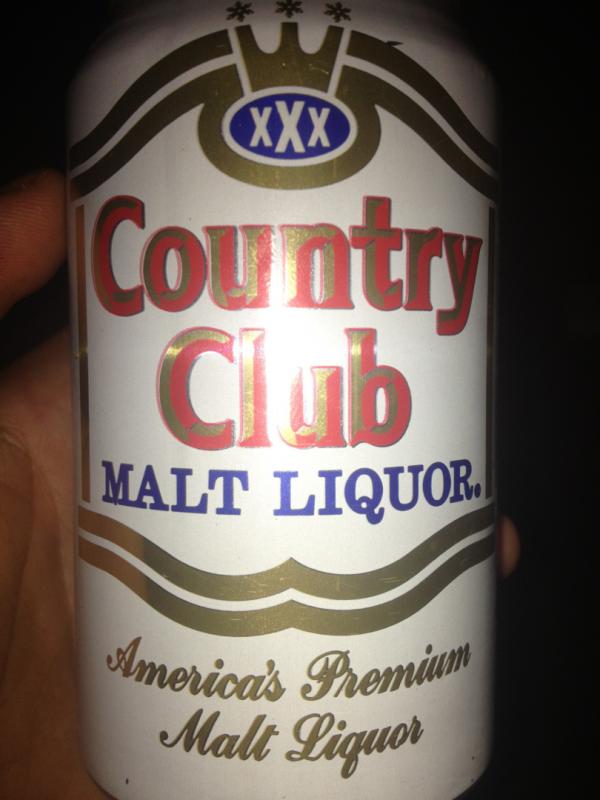 xXx
Country
Club
MALT LIQUOR.
America's Premium
Malt Liquor